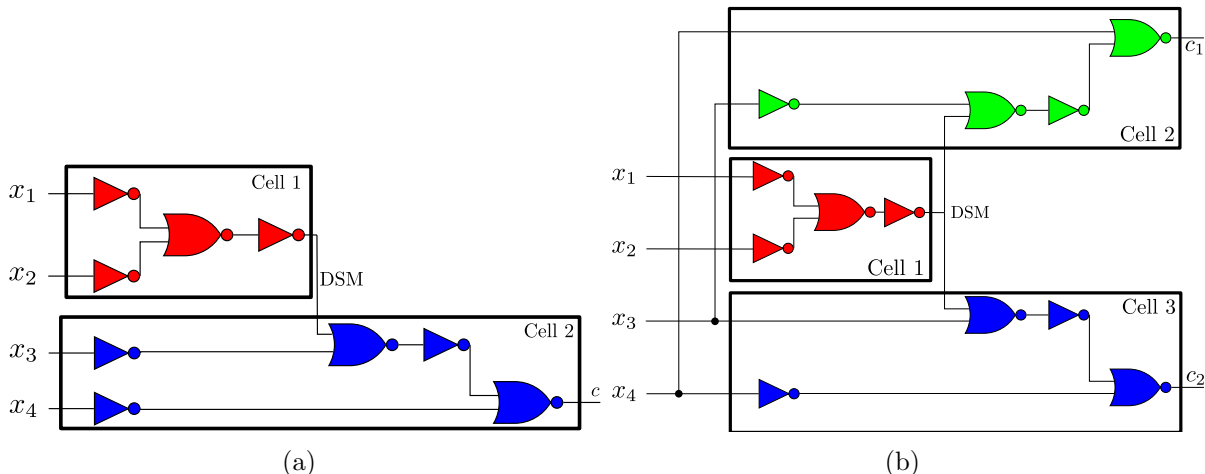 x₁
Cell 1
x₂
DSM
Cell 2
x₃
x₄
c
(a)
c₁
Cell 2
x₁
DSM
x₂
Cell 1
Cell 3
x₃
x₄
c₂
(b)